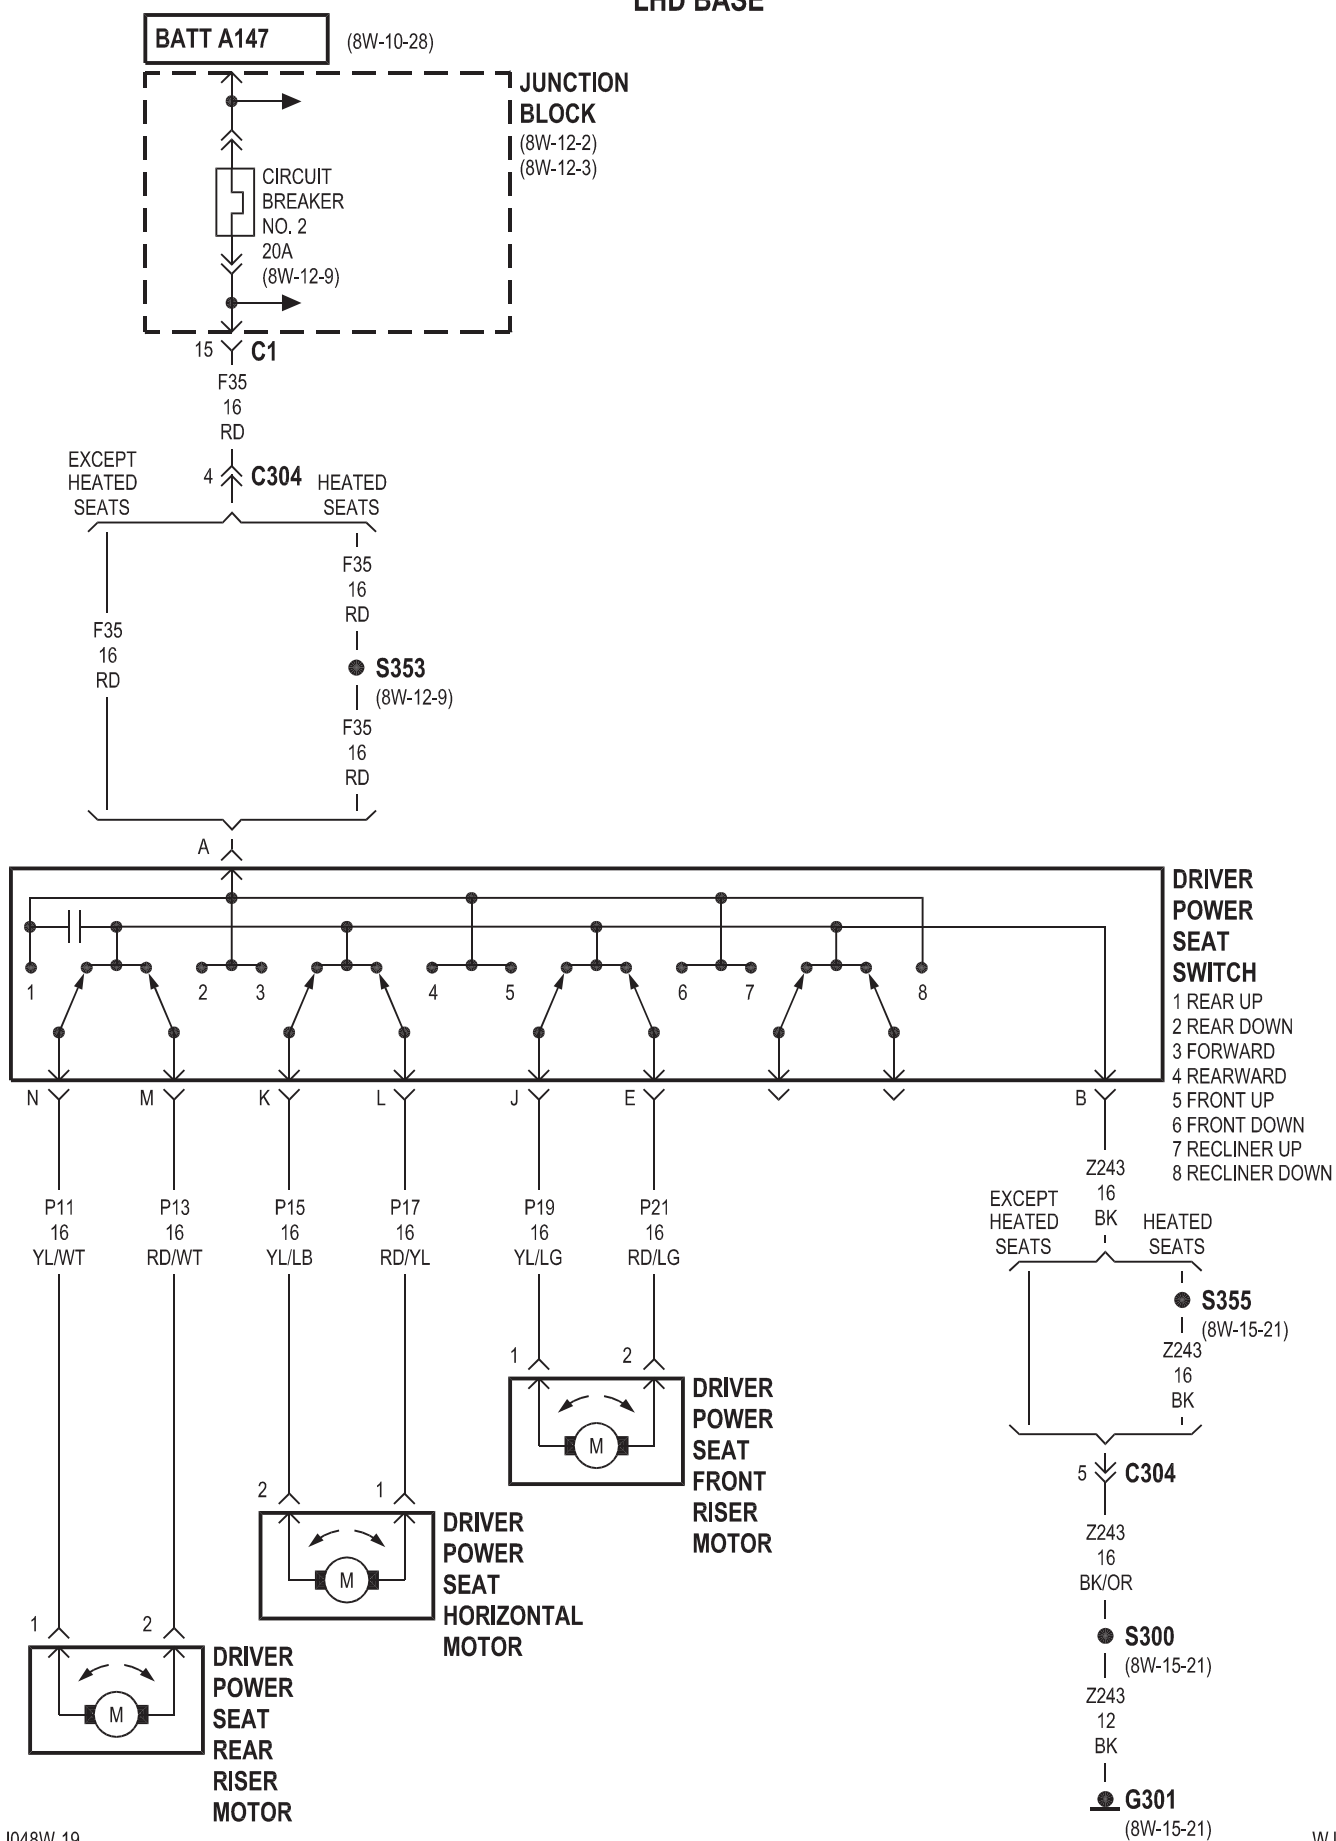 LHD BASE
BATT A147
(8W-10-28)
JUNCTION
BLOCK
(8W-12-2)
(8W-12-3)
CIRCUIT
BREAKER
NO. 2
20A
(8W-12-9)
15
C1
F35
16
RD
4
C304
EXCEPT
HEATED
SEATS
HEATED
SEATS
F35
16
RD
F35
16
RD
S353
(8W-12-9)
F35
16
RD
A
DRIVER
POWER
SEAT
SWITCH
1 REAR UP
2 REAR DOWN
3 FORWARD
4 REARWARD
5 FRONT UP
6 FRONT DOWN
7 RECLINER UP
8 RECLINER DOWN
1 2 3 4 5 6 7 8
N M K L J E B
P11
16
YL/WT
P13
16
RD/WT
P15
16
YL/LB
P17
16
RD/YL
P19
16
YL/LG
P21
16
RD/LG
Z243
16
BK
EXCEPT
HEATED
SEATS
HEATED
SEATS
S355
(8W-15-21)
Z243
16
BK
1 2
M
DRIVER
POWER
SEAT
FRONT
RISER
MOTOR
2 1
M
DRIVER
POWER
SEAT
HORIZONTAL
MOTOR
1 2
M
DRIVER
POWER
SEAT
REAR
RISER
MOTOR
5
C304
Z243
16
BK/OR
S300
(8W-15-21)
Z243
12
BK
G301
(8W-15-21)
J048W-19
WJ